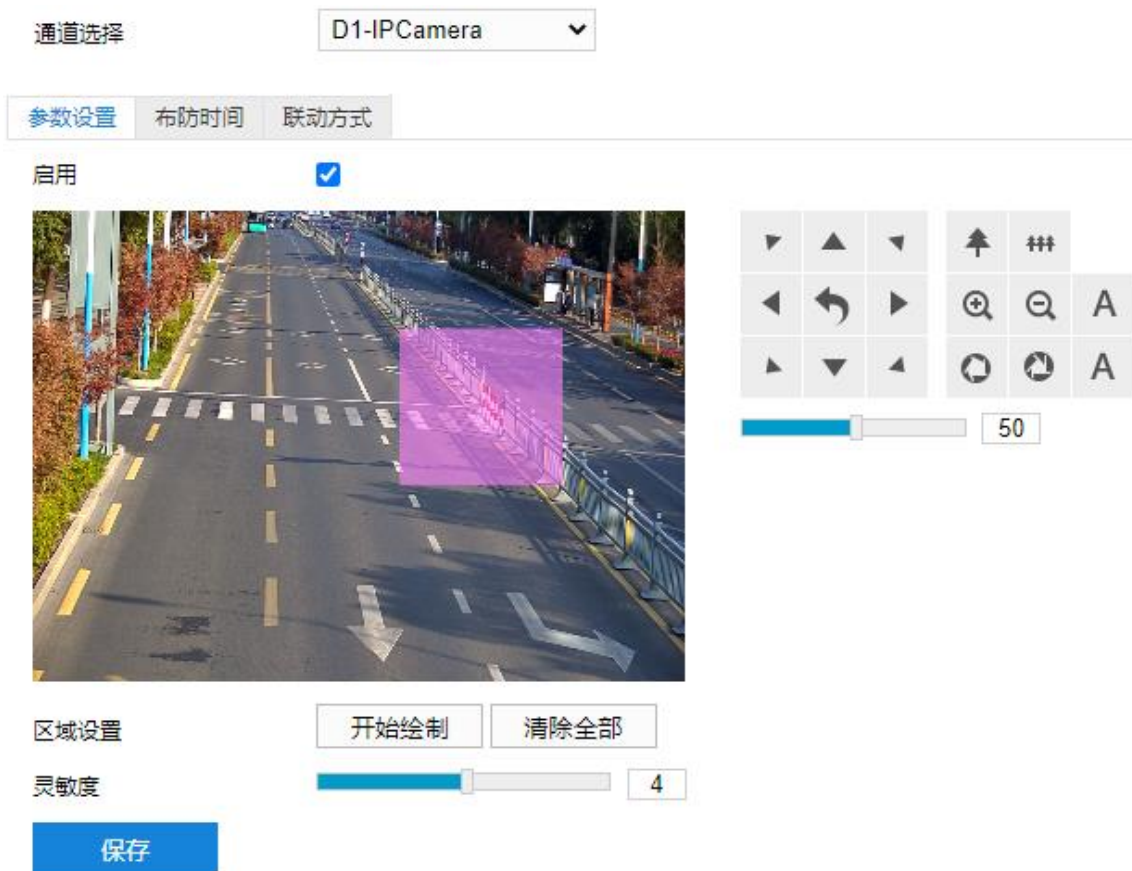 通道选择 D1-IPCamera
参数设置 布防时间 联动方式
启用
A
50
A
区域设置 开始绘制 清除全部
灵敏度 4
保存